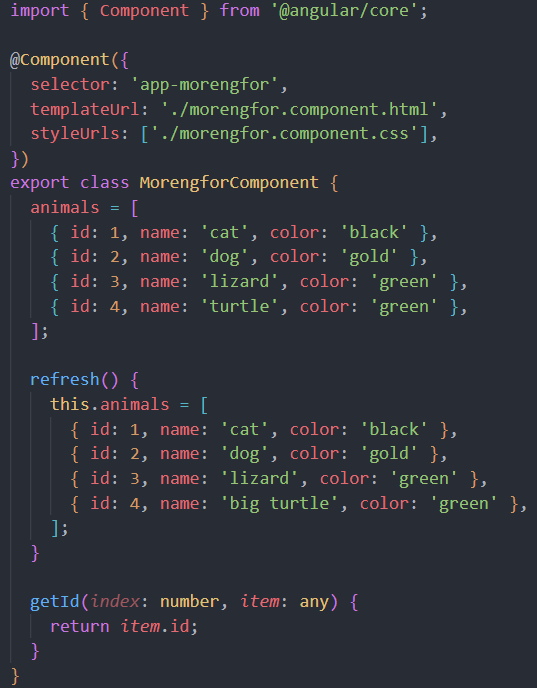 import { Component } from '@angular/core';
@Component({
selector: 'app-morengfor',
templateUrl: './morengfor.component.html',
styleUrls: ['./morengfor.component.css'],
})
export class MorengforComponent {
animals = [
{ id: 1, name: 'cat', color: 'black' },
{ id: 2, name: 'dog', color: 'gold' },
{ id: 3, name: 'lizard', color: 'green' },
{ id: 4, name: 'turtle', color: 'green' },
];
refresh() {
this.animals = [
{ id: 1, name: 'cat', color: 'black' },
{ id: 2, name: 'dog', color: 'gold' },
{ id: 3, name: 'lizard', color: 'green' },
{ id: 4, name: 'big turtle', color: 'green' },
];
}
getId(index: number, item: any) {
return item.id;
}
}